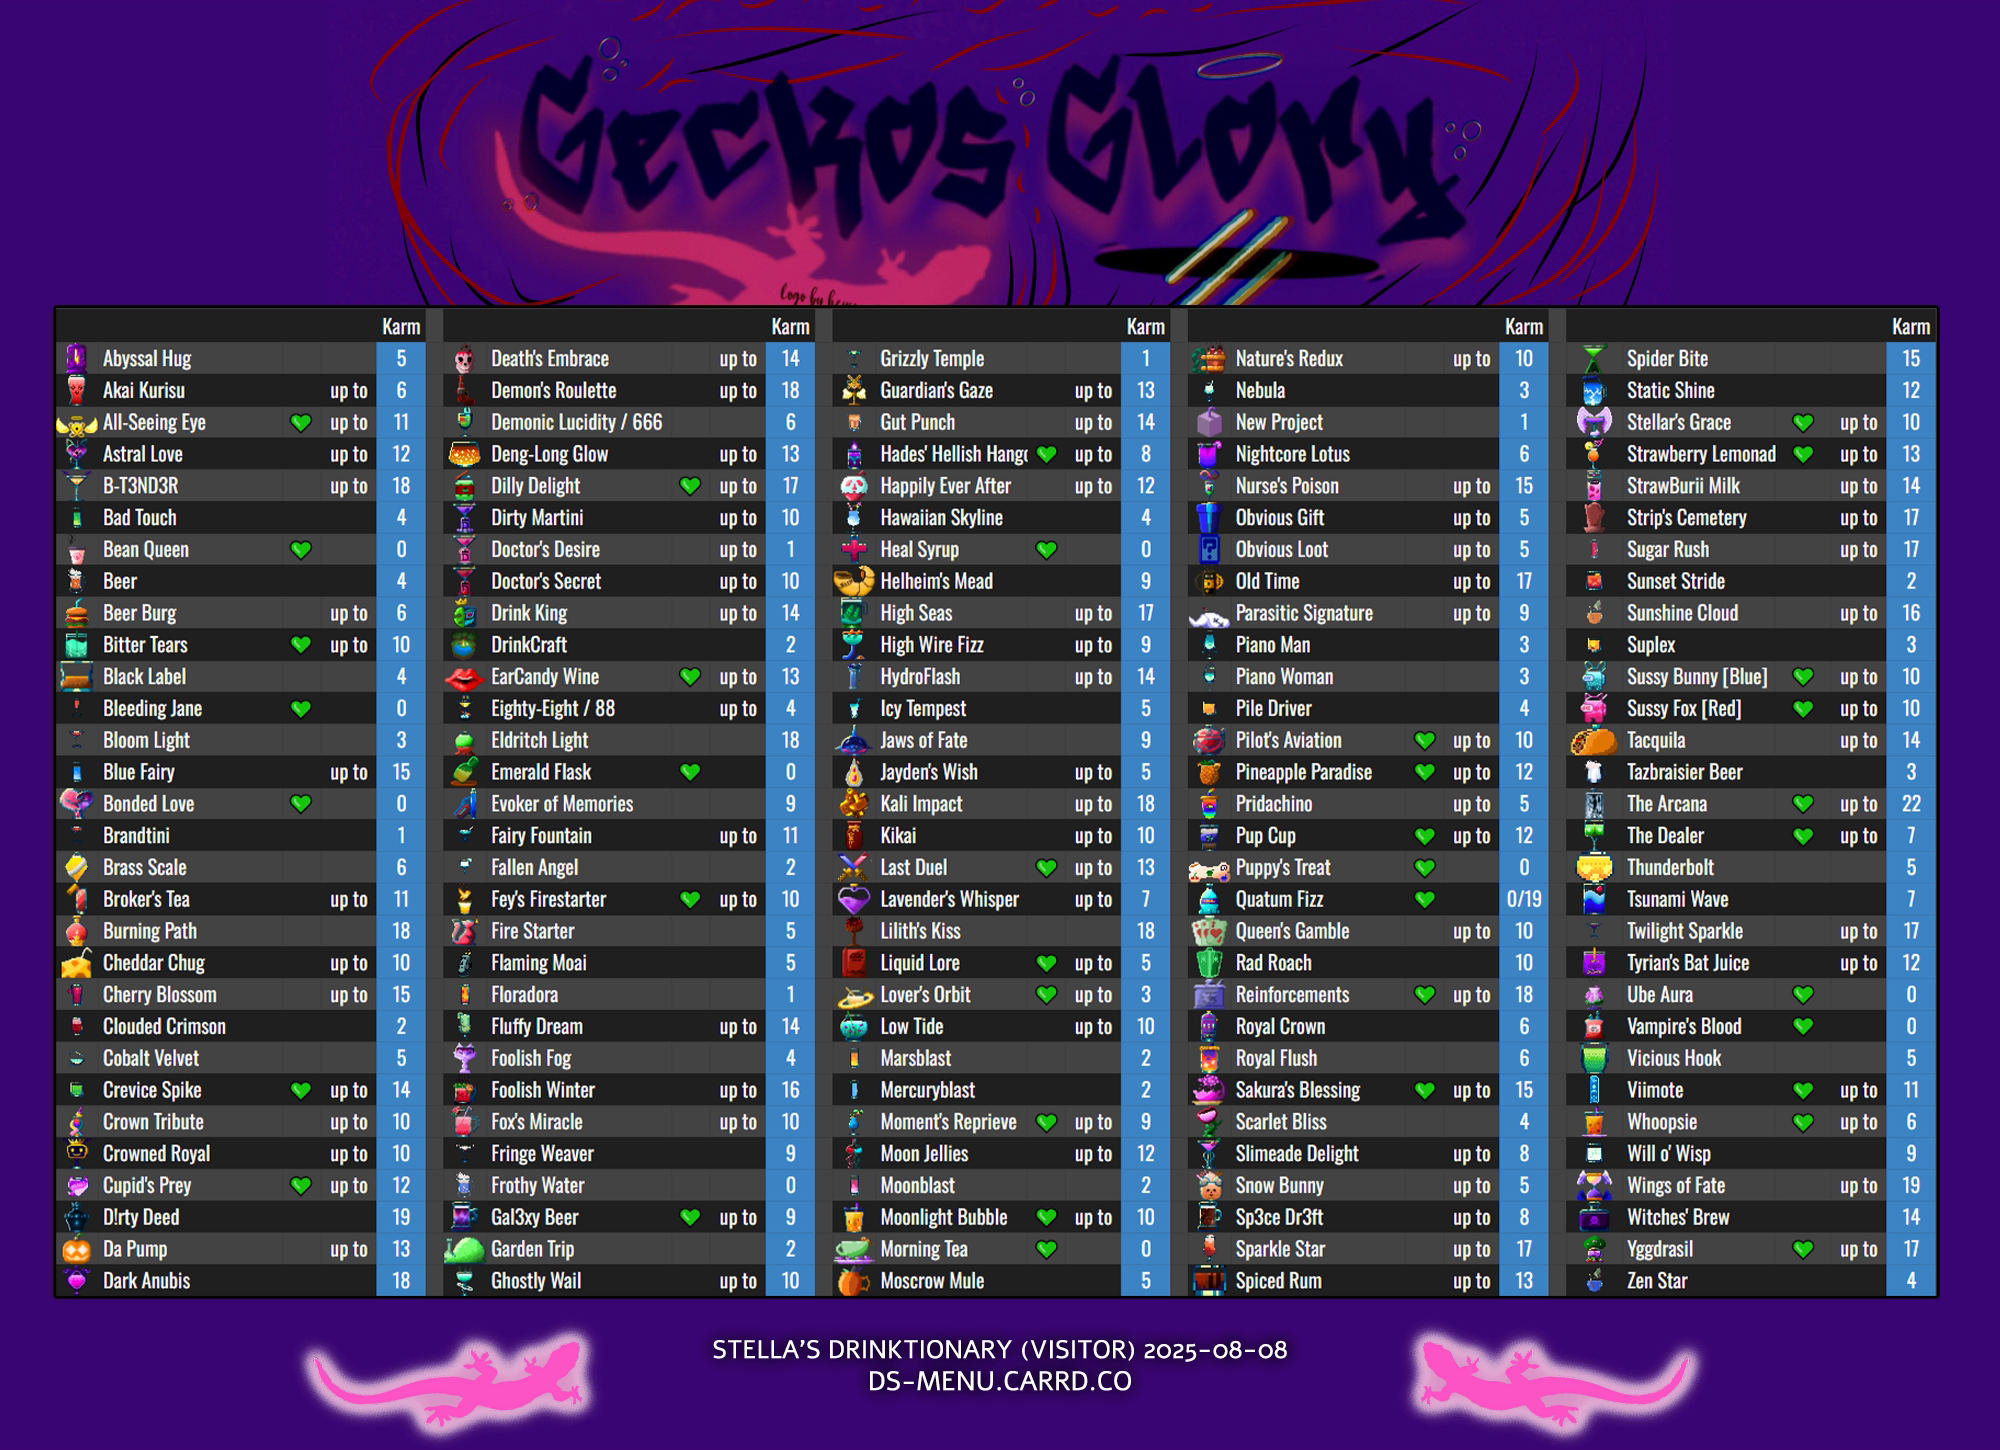 Geckos Glory
logo by
Karm
Abyssal Hug 5
Akai Kurisu up to 6
All-Seeing Eye up to 11
Astral Love up to 12
B-T3ND3R up to 18
Bad Touch 4
Bean Queen 0
Beer 4
Beer Burg up to 6
Bitter Tears up to 10
Black Label 4
Bleeding Jane 0
Bloom Light 3
Blue Fairy up to 15
Bonded Love 0
Brandtini 1
Brass Scale 6
Broker's Tea up to 11
Burning Path 18
Cheddar Chug up to 10
Cherry Blossom up to 15
Clouded Crimson 2
Cobalt Velvet 5
Crevice Spike up to 14
Crown Tribute up to 10
Crowned Royal up to 10
Cupid's Prey up to 12
D!rty Deed 19
Da Pump up to 13
Dark Anubis 18
Karm
Death's Embrace up to 14
Demon's Roulette up to 18
Demonic Lucidity / 666 6
Deng-Long Glow up to 13
Dilly Delight up to 17
Dirty Martini up to 10
Doctor's Desire up to 1
Doctor's Secret up to 10
Drink King up to 14
DrinkCraft 2
EarCandy Wine up to 13
Eighty-Eight / 88 up to 4
Eldritch Light 18
Emerald Flask 0
Evoker of Memories 9
Fairy Fountain up to 11
Fallen Angel 2
Fey's Firestarter up to 10
Fire Starter 5
Flaming Moai 5
Floradora 1
Fluffy Dream up to 14
Foolish Fog 4
Foolish Winter up to 16
Fox's Miracle up to 10
Fringe Weaver 9
Frothy Water 0
Gal3xy Beer up to 9
Garden Trip 2
Ghostly Wail up to 10
Karm
Grizzly Temple 1
Guardian's Gaze up to 13
Gut Punch up to 14
Hades' Hellish Hango up to 8
Happily Ever After up to 12
Hawaiian Skyline 4
Heal Syrup 0
Helheim's Mead 9
High Seas up to 17
High Wire Fizz up to 9
HydroFlash up to 14
Icy Tempest 5
Jaws of Fate 9
Jayden's Wish up to 5
Kali Impact up to 18
Kikai up to 10
Last Duel up to 13
Lavender's Whisper up to 7
Lilith's Kiss 18
Liquid Lore up to 5
Lover's Orbit up to 3
Low Tide up to 10
Marsblast 2
Mercuryblast 2
Moment's Reprieve up to 9
Moon Jellies up to 12
Moonblast 2
Moonlight Bubble up to 10
Morning Tea 0
Moscrow Mule 5
Karm
Nature's Redux up to 10
Nebula 3
New Project 1
Nightcore Lotus 6
Nurse's Poison up to 15
Obvious Gift up to 5
Obvious Loot up to 5
Old Time up to 17
Parasitic Signature up to 9
Piano Man 3
Piano Woman 3
Pile Driver 4
Pilot's Aviation up to 10
Pineapple Paradise up to 12
Pridachino up to 5
Pup Cup up to 12
Puppy's Treat 0
Quatum Fizz 0/19
Queen's Gamble up to 10
Rad Roach 10
Reinforcements up to 18
Royal Crown 6
Royal Flush 6
Sakura's Blessing up to 15
Scarlet Bliss 4
Slimeade Delight up to 8
Snow Bunny up to 5
Sp3ce Dr3ft up to 8
Sparkle Star up to 17
Spiced Rum up to 13
Karm
Spider Bite 15
Static Shine 12
Stellar's Grace up to 10
Strawberry Lemonad up to 13
StrawBurii Milk up to 14
Strip's Cemetery up to 17
Sugar Rush up to 17
Sunset Stride 2
Sunshine Cloud up to 16
Suplex 3
Sussy Bunny [Blue] up to 10
Sussy Fox [Red] up to 10
Tacquila up to 14
Tazbraisier Beer 3
The Arcana up to 22
The Dealer up to 7
Thunderbolt 5
Tsunami Wave 7
Twilight Sparkle up to 17
Tyrian's Bat Juice up to 12
Ube Aura 0
Vampire's Blood 0
Vicious Hook 5
Viimote up to 11
Whoopsie up to 6
Will o' Wisp 9
Wings of Fate up to 19
Witches' Brew 14
Yggdrasil up to 17
Zen Star 4
STELLA'S DRINKTIONARY (VISITOR) 2025-08-08
DS-MENU.CARRD.CO